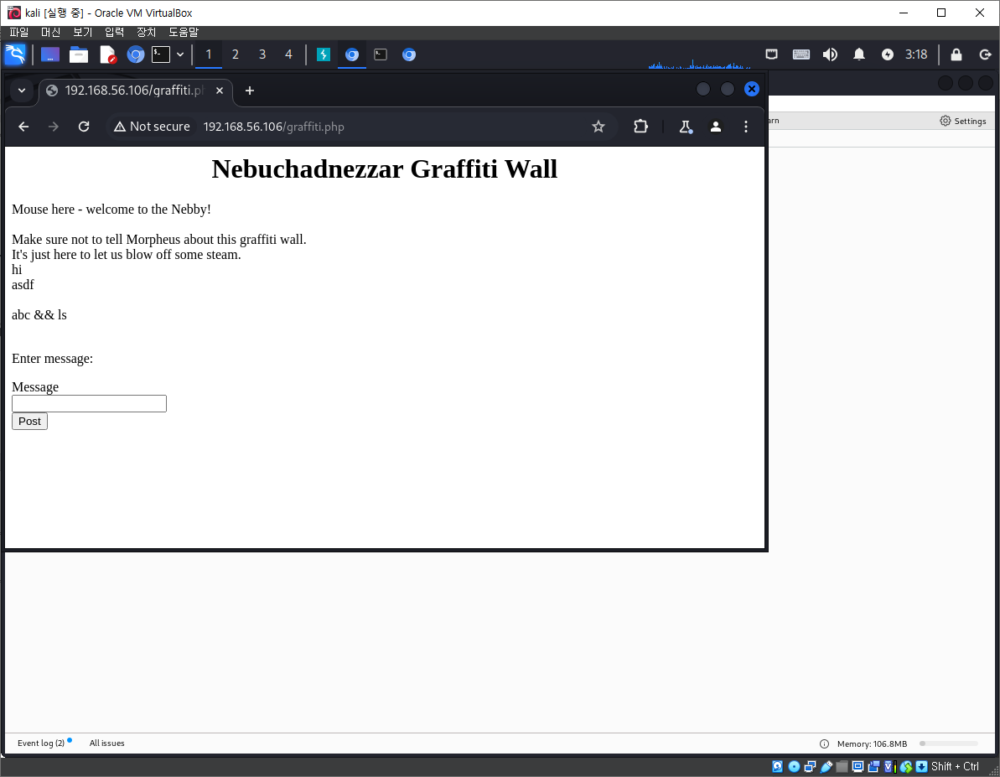 kali [실행 중] - Oracle VM VirtualBox
파일 머신 보기 입력 장치 도움말
1 2 3 4 3:18
192.168.56.106/graffiti.p
Not secure 192.168.56.106/graffiti.php
Settings
Nebuchadnezzar Graffiti Wall
Mouse here - welcome to the Nebby!
Make sure not to tell Morpheus about this graffiti wall.
It's just here to let us blow off some steam.
hi
asdf
abc && ls
Enter message:
Message
Post
Event log (2) All issues Memory: 106.8MB
Shift + Ctrl